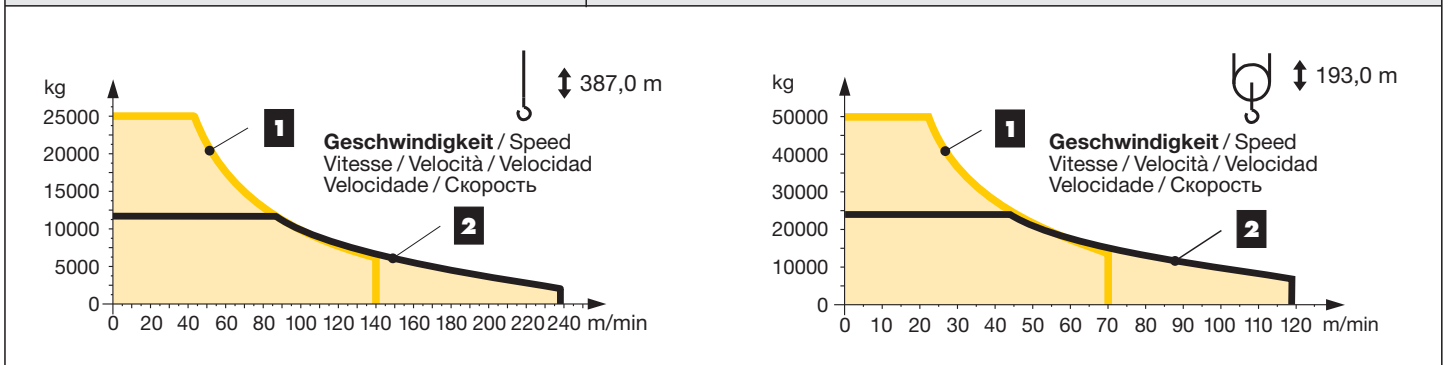 kg
387,0 m
25000
20000
15000
10000
5000
0
1
Geschwindigkeit / Speed
Vitesse / Velocità / Velocidad
Velocidade / Скорость
2
0 20 40 60 80 100 120 140 160 180 200 220 240 m/min
kg
193,0 m
50000
40000
30000
20000
10000
0
1
Geschwindigkeit / Speed
Vitesse / Velocità / Velocidad
Velocidade / Скорость
2
0 10 20 30 40 50 60 70 80 90 100 110 120 m/min